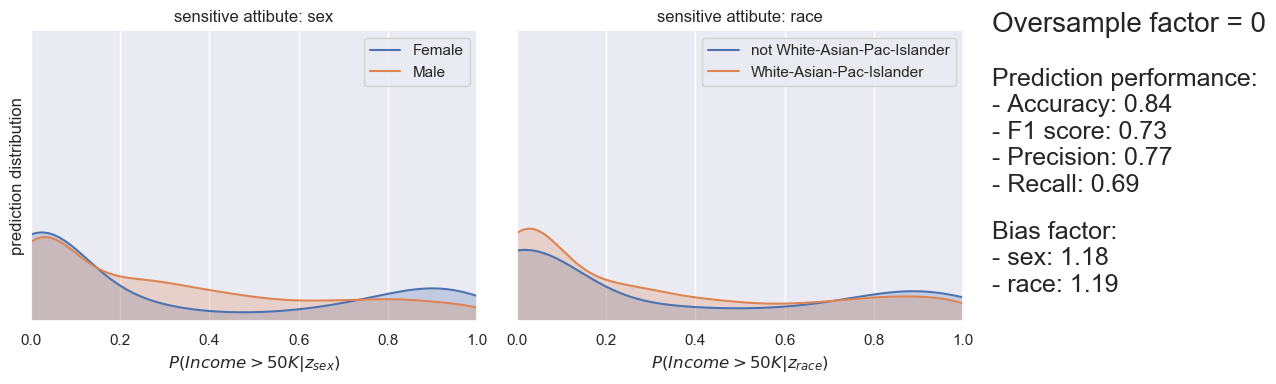 sensitive attibute: sex
Female
Male
prediction distribution
0.0 0.2 0.4 0.6 0.8 1.0
P(Income > 50K|z_sex)
sensitive attibute: race
not White-Asian-Pac-Islander
White-Asian-Pac-Islander
0.0 0.2 0.4 0.6 0.8 1.0
P(Income > 50K|z_race)
Oversample factor = 0
Prediction performance:
- Accuracy: 0.84
- F1 score: 0.73
- Precision: 0.77
- Recall: 0.69
Bias factor:
- sex: 1.18
- race: 1.19